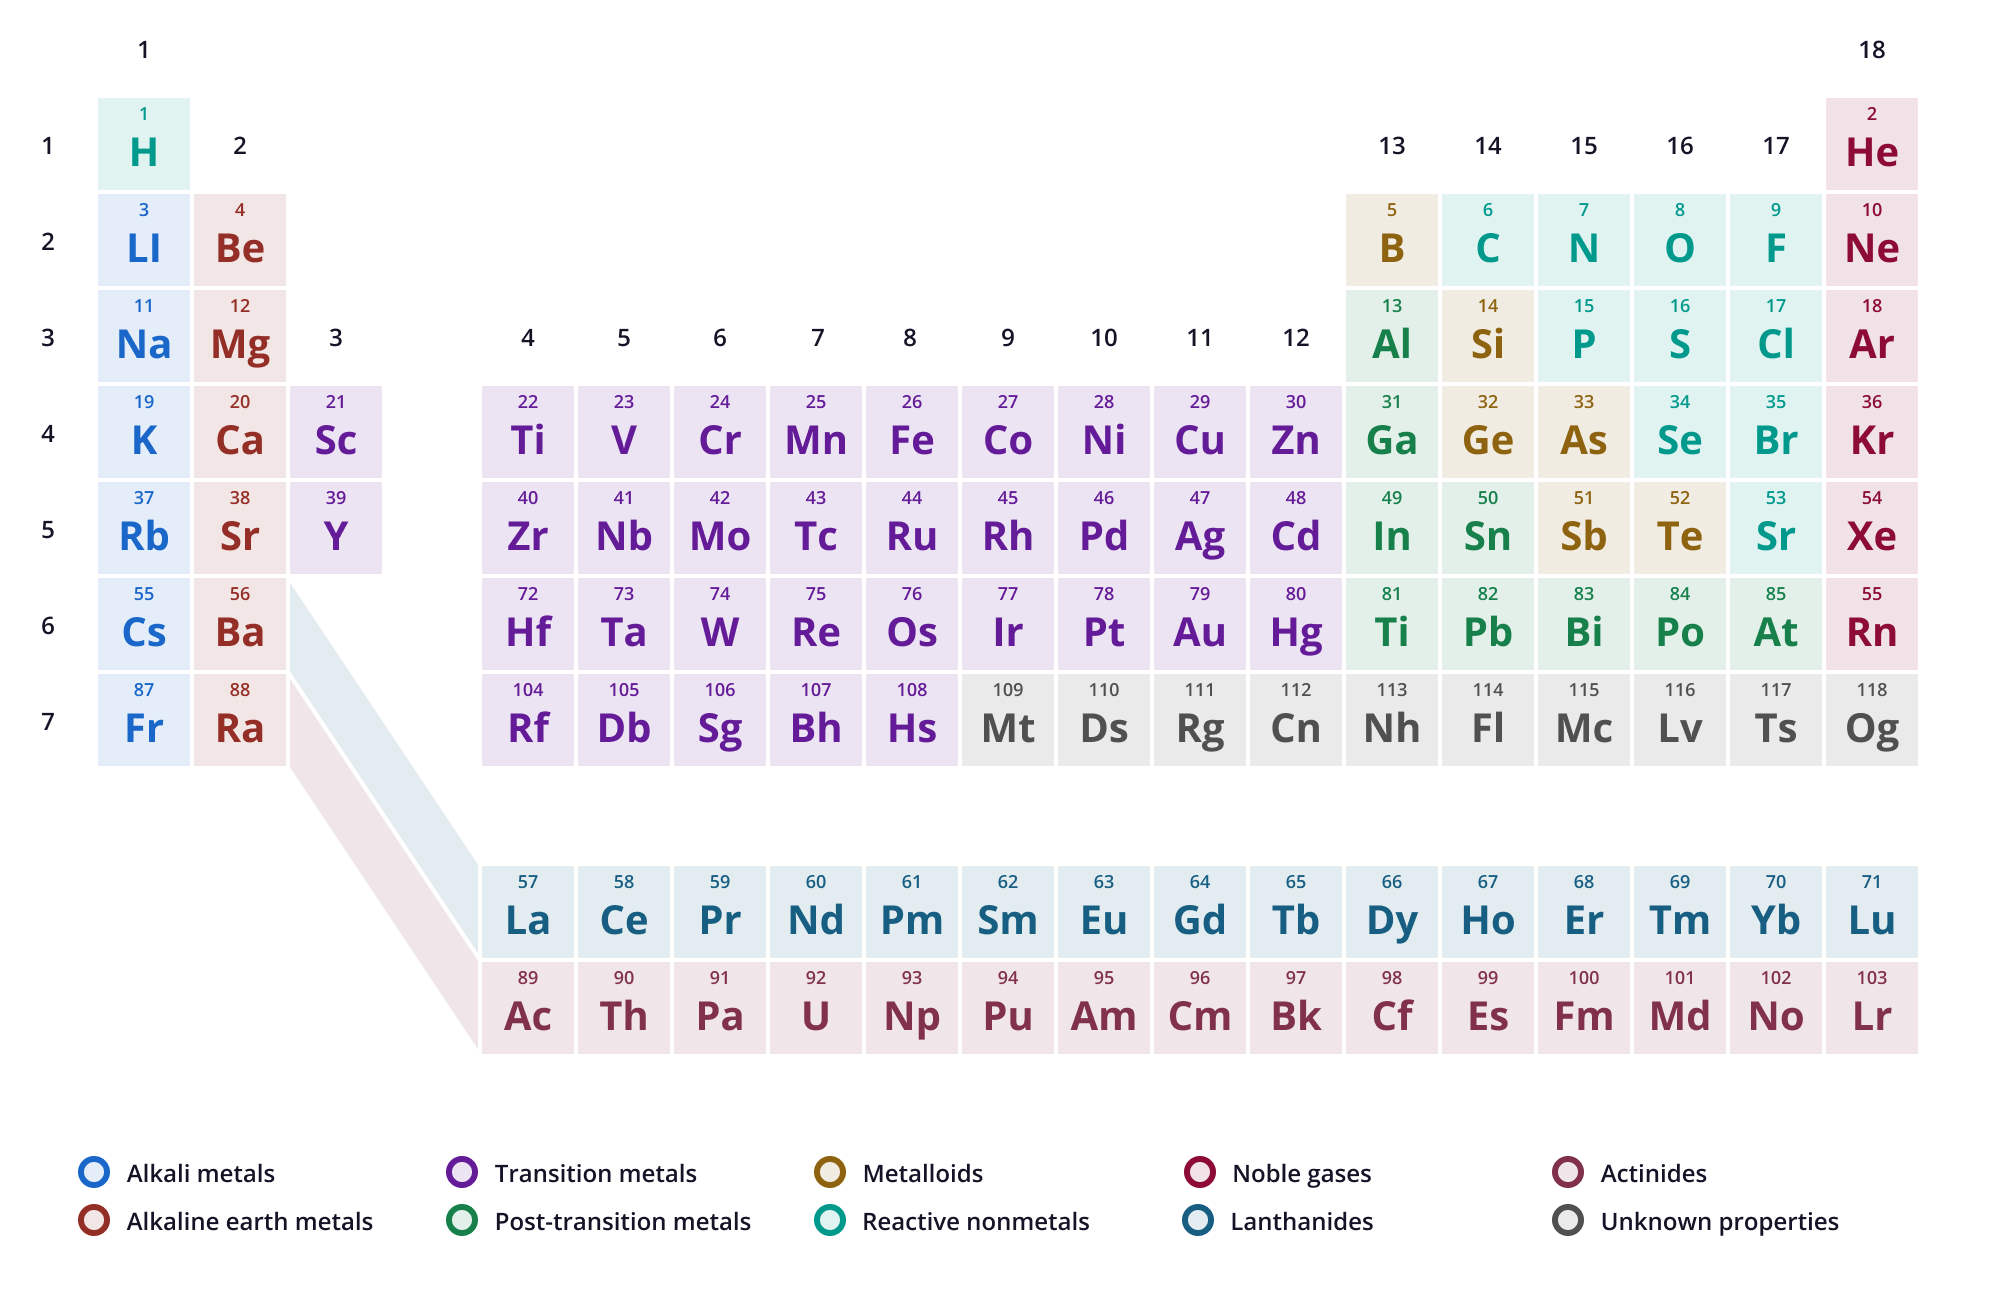 1 18
1 2 13 14 15 16 17
1 2
H He
2
3 4 5 6 7 8 9 10
LI Be B C N O F Ne
3 3 4 5 6 7 8 9 10 11 12
11 12 13 14 15 16 17 18
Na Mg Al Si P S Cl Ar
4
19 20 21 22 23 24 25 26 27 28 29 30 31 32 33 34 35 36
K Ca Sc Ti V Cr Mn Fe Co Ni Cu Zn Ga Ge As Se Br Kr
5
37 38 39 40 41 42 43 44 45 46 47 48 49 50 51 52 53 54
Rb Sr Y Zr Nb Mo Tc Ru Rh Pd Ag Cd In Sn Sb Te Sr Xe
6
55 56 72 73 74 75 76 77 78 79 80 81 82 83 84 85 55
Cs Ba Hf Ta W Re Os Ir Pt Au Hg Ti Pb Bi Po At Rn
7
87 88 104 105 106 107 108 109 110 111 112 113 114 115 116 117 118
Fr Ra Rf Db Sg Bh Hs Mt Ds Rg Cn Nh Fl Mc Lv Ts Og
57 58 59 60 61 62 63 64 65 66 67 68 69 70 71
La Ce Pr Nd Pm Sm Eu Gd Tb Dy Ho Er Tm Yb Lu
89 90 91 92 93 94 95 96 97 98 99 100 101 102 103
Ac Th Pa U Np Pu Am Cm Bk Cf Es Fm Md No Lr
Alkali metals Transition metals Metalloids Noble gases Actinides
Alkaline earth metals Post-transition metals Reactive nonmetals Lanthanides Unknown properties